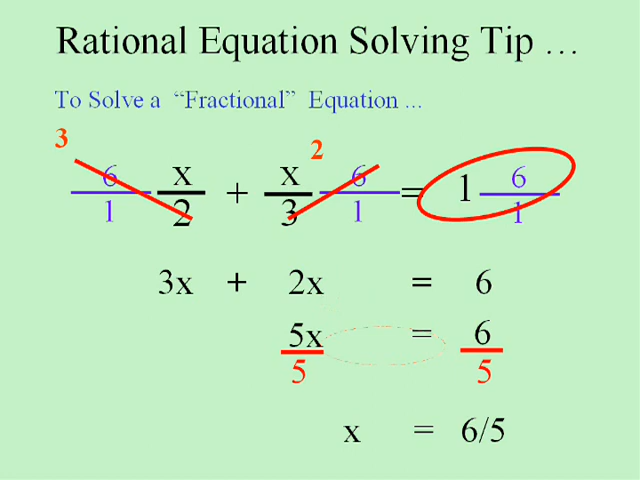 Rational Equation Solving Tip ...
To Solve a "Fractional" Equation ...
3 2
6 x x 6 6
+ = 1
1 2 3 1 1
3x + 2x = 6
5x = 6
5 5
x = 6/5